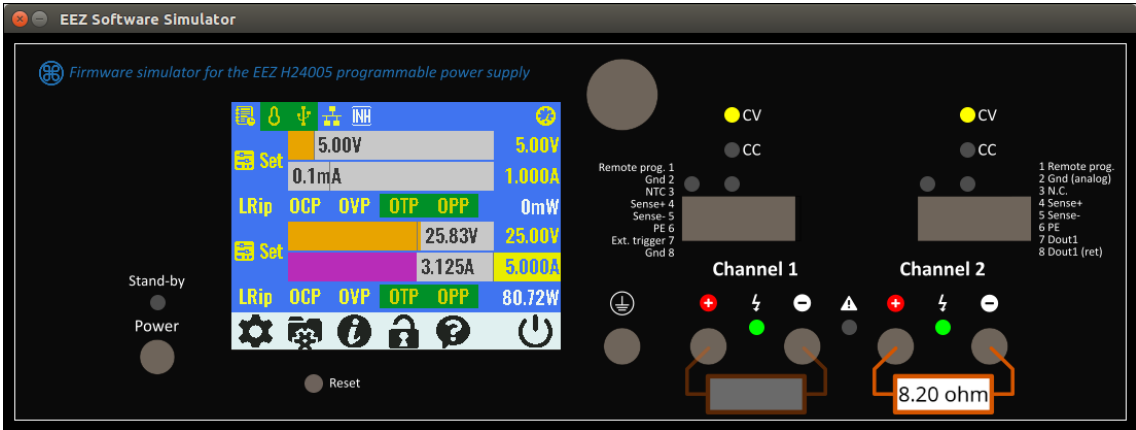 EEZ Software Simulator
Firmware simulator for the EEZ H24005 programmable power supply
INH
Set
5.00V
5.00V
0.1mA
1.000A
LRip OCP OVP OTP OPP 0mW
Set
25.83V
25.00V
3.125A
5.000A
LRip OCP OVP OTP OPP 80.72W
Stand-by
Power
Reset
CV
CC
Remote prog. 1
Gnd 2
NTC 3
Sense+ 4
Sense- 5
PE 6
Ext. trigger 7
Gnd 8
Channel 1
CV
CC
1 Remote prog.
2 Gnd (analog)
3 N.C.
4 Sense+
5 Sense-
6 PE
7 Dout1
8 Dout1 (ret)
Channel 2
8.20 ohm